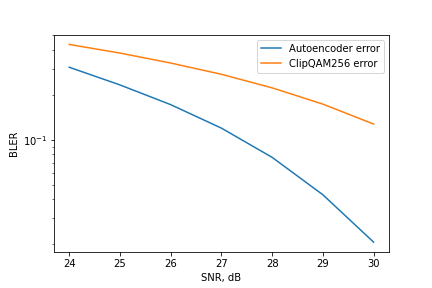 Autoencoder error
ClipQAM256 error
BLER
10⁻¹
24 25 26 27 28 29 30
SNR, dB